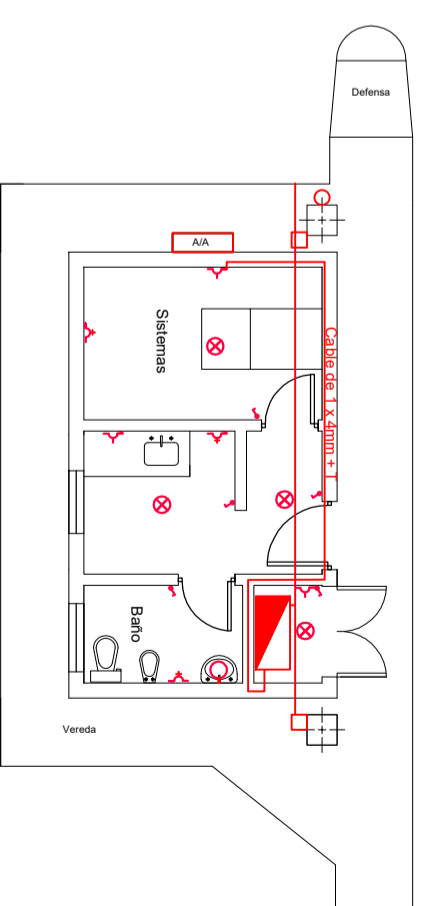 Defensa
A/A
Sistemas
Cable de 1 x 4mm + T
Baño
Vereda